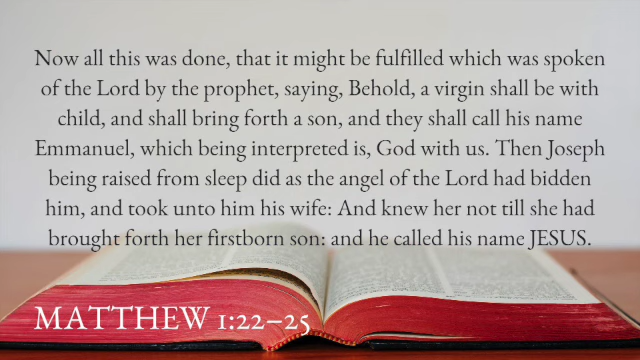 Now all this was done, that it might be fulfilled which was spoken
of the Lord by the prophet, saying, Behold, a virgin shall be with
child, and shall bring forth a son, and they shall call his name
Emmanuel, which being interpreted is, God with us. Then Joseph
being raised from sleep did as the angel of the Lord had bidden
him, and took unto him his wife: And knew her not till she had
brought forth her firstborn son: and he called his name JESUS.
MATTHEW 1:22–25